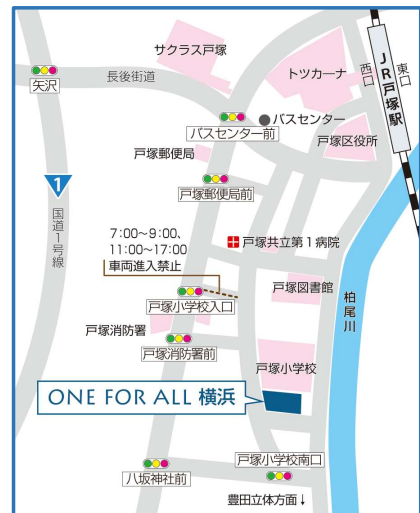 サクラス戸塚
トツカーナ
JR戸塚駅
西口
東口
長後街道
矢沢
バスセンター
バスセンター前
戸塚区役所
戸塚郵便局
戸塚郵便局前
1
国道1号線
7:00〜9:00、
11:00〜17:00
車両進入禁止
戸塚共立第1病院
戸塚図書館
柏尾川
戸塚小学校入口
戸塚消防署
戸塚消防署前
戸塚小学校
ONE FOR ALL 横浜
戸塚小学校南口
八坂神社前
豊田立体方面↓